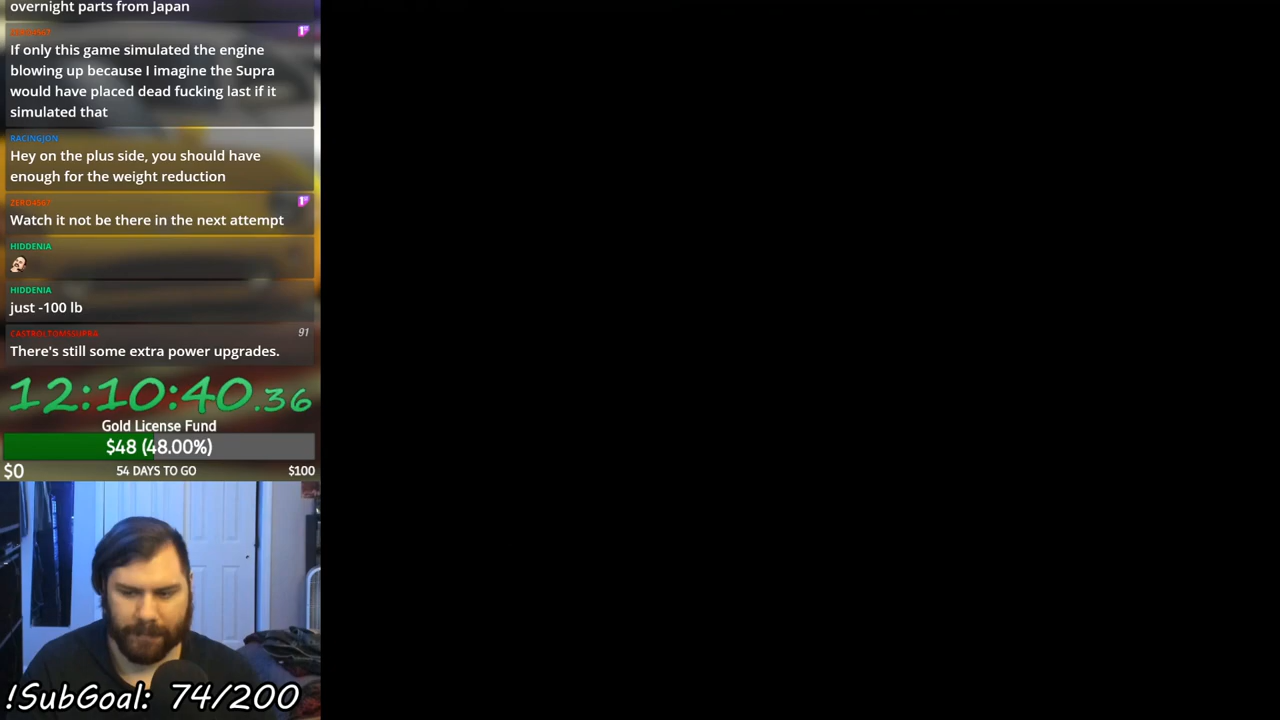 overnight parts from Japan
ZERO4567
If only this game simulated the engine
blowing up because I imagine the Supra
would have placed dead fucking last if it
simulated that
RACINGJON
Hey on the plus side, you should have
enough for the weight reduction
ZERO4567
Watch it not be there in the next attempt
HIDDENIA
HIDDENIA
just -100 lb
CASTROLTOMSSUPRA 91
There's still some extra power upgrades.
12:10:40.36
Gold License Fund
$48 (48.00%)
$0 54 DAYS TO GO $100
!SubGoal: 74/200